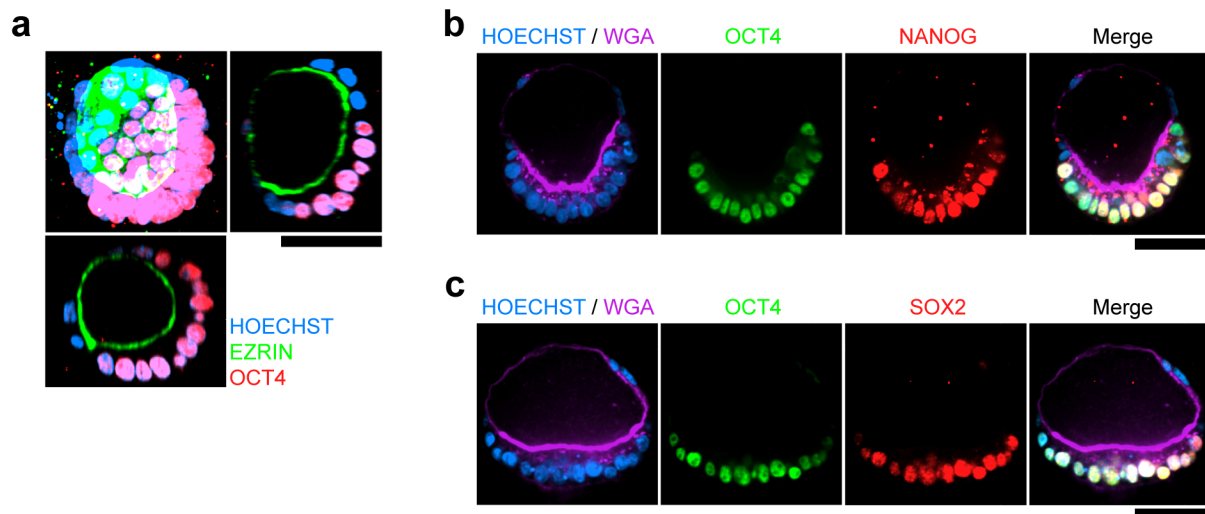 a
HOECHST
EZRIN
OCT4
b
HOECHST / WGA OCT4 NANOG Merge
c
HOECHST / WGA OCT4 SOX2 Merge